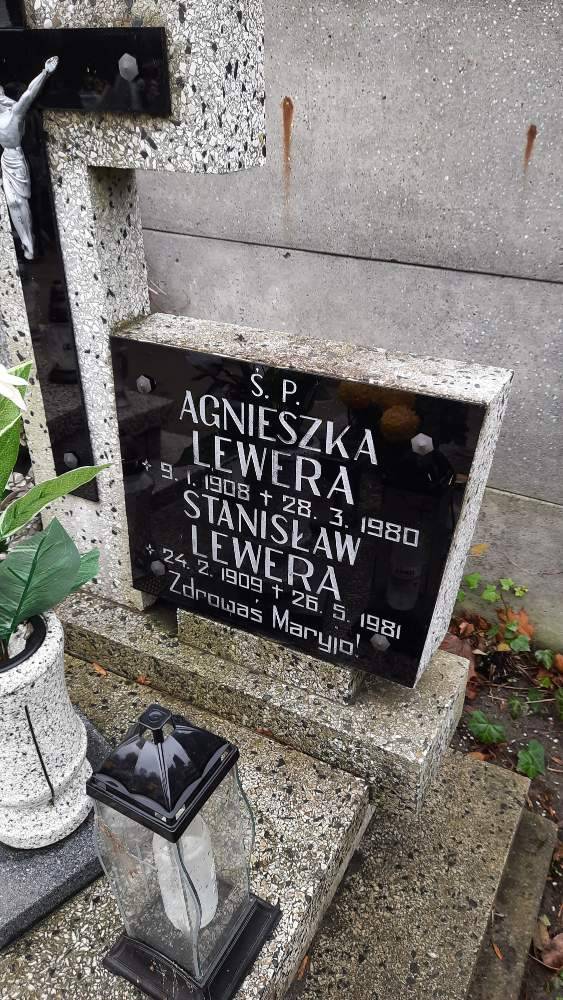 Ś. P.
AGNIESZKA
LEWERA
* 9. 1. 1908 + 28. 3. 1980
STANISŁAW
LEWERA
* 24. 2. 1909 + 26. 5. 1981
Zdrowaś Maryjo!